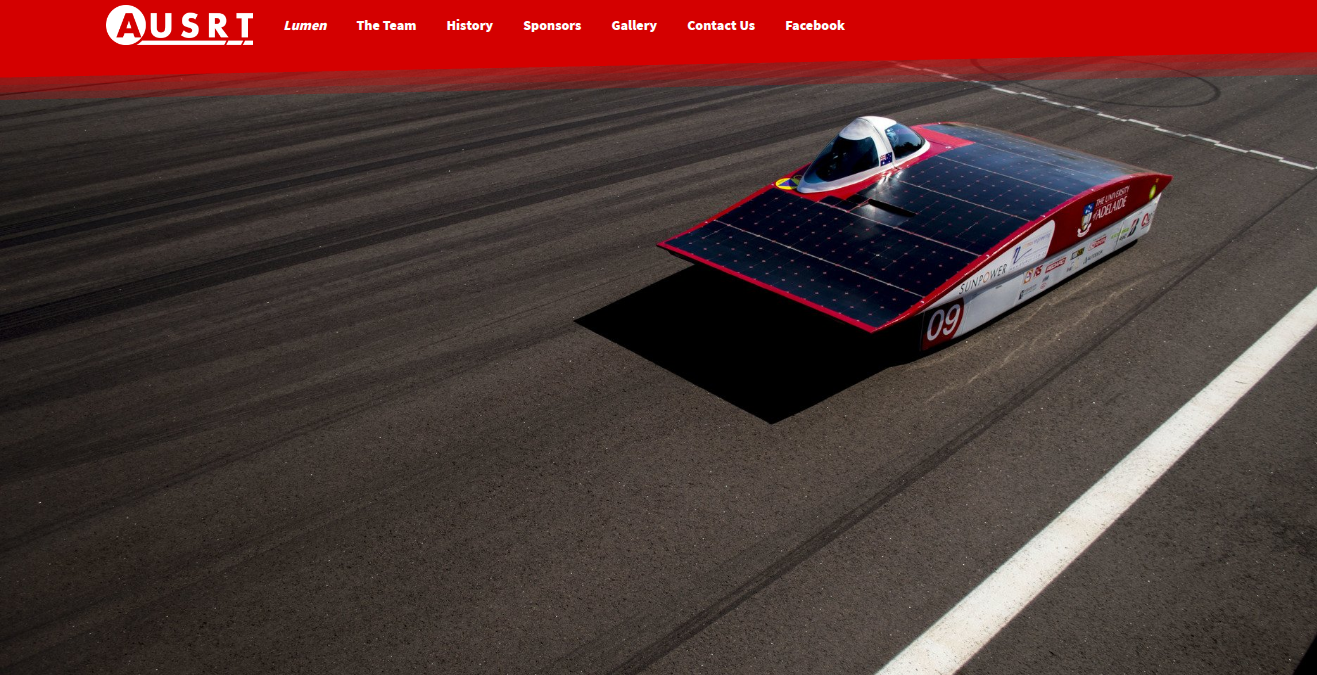 AUSRT
Lumen The Team History Sponsors Gallery Contact Us Facebook
THE UNIVERSITY
of ADELAIDE
SUNPOWER
09